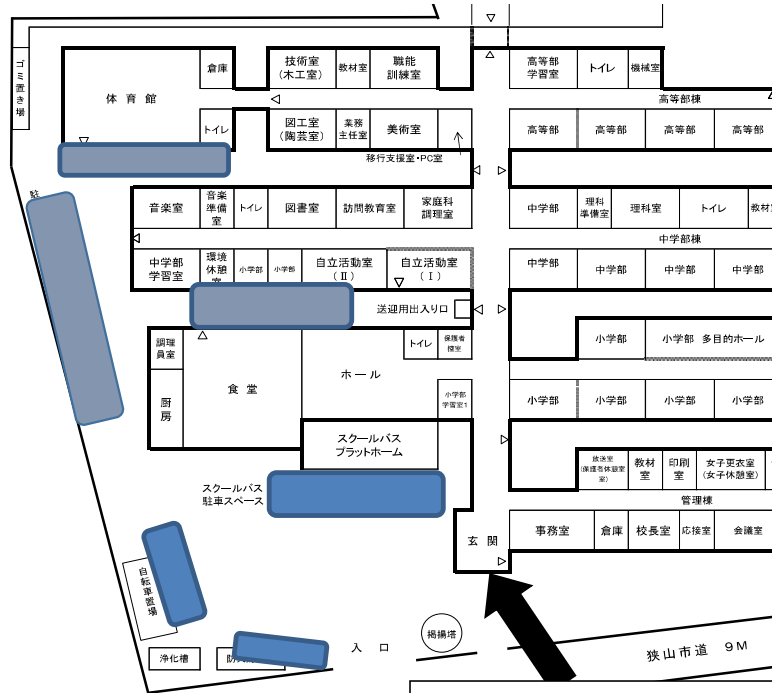 ゴミ置き場
体育館
倉庫
トイレ
技術室
(木工室)
教材室
職能
訓練室
図工室
(陶芸室)
業務
主任室
美術室
移行支援室・PC室
高等部
学習室
トイレ
機械室
高等部棟
高等部
高等部
高等部
高等部
駐
音楽室
音楽
準備
室
トイレ
図書室
訪問教育室
家庭科
調理室
中学部
理科
準備室
理科室
トイレ
教材
中学部棟
中学部
学習室
環境
休憩
小学部
小学部
自立活動室
(Ⅱ)
自立活動室
(Ⅰ)
中学部
中学部
中学部
中学部
送迎用出入り口
調理
員室
厨房
食堂
ホール
トイレ
保護者
控室
小学部
学習室1
小学部
小学部 多目的ホール
小学部
小学部
小学部
小学部
スクールバス
プラットホーム
スクールバス
駐車スペース
放送室
(保護者休憩室
室)
教材
室
印刷
室
女子更衣室
(女子休憩室)
管理棟
玄関
事務室
倉庫
校長室
応接室
会議室
自転車置場
浄化槽
防
入口
掲揚塔
狭山市道 9M